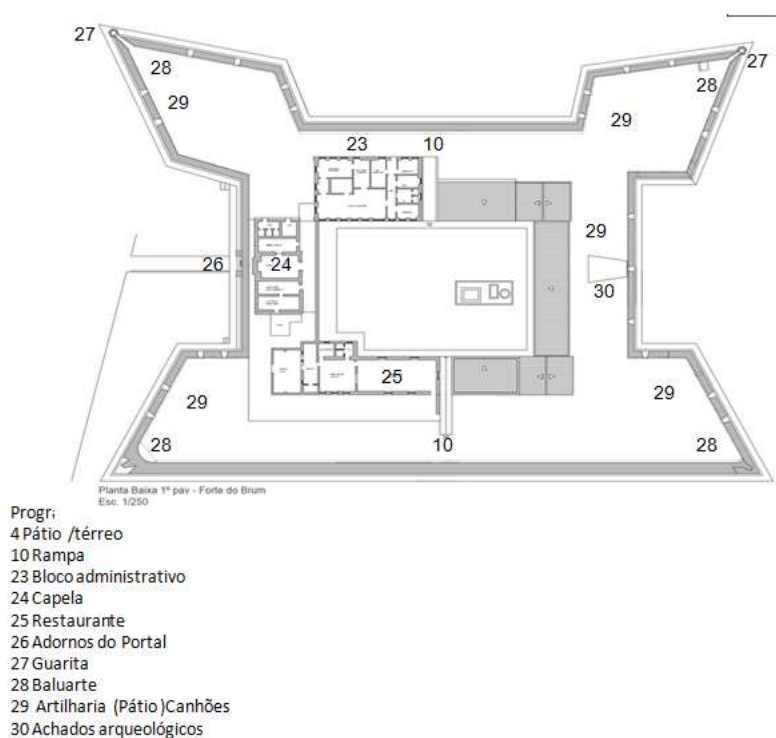 27
28
29
27
28
29
23
10
29
26
24
30
25
29
29
28
10
28
Planta Baixa 1º pav - Forte do Brum
Esc. 1/250
Progr
4 Pátio /térreo
10 Rampa
23 Bloco administrativo
24 Capela
25 Restaurante
26 Adornos do Portal
27 Guarita
28 Baluarte
29 Artilharia (Pátio )Canhões
30 Achados arqueológicos